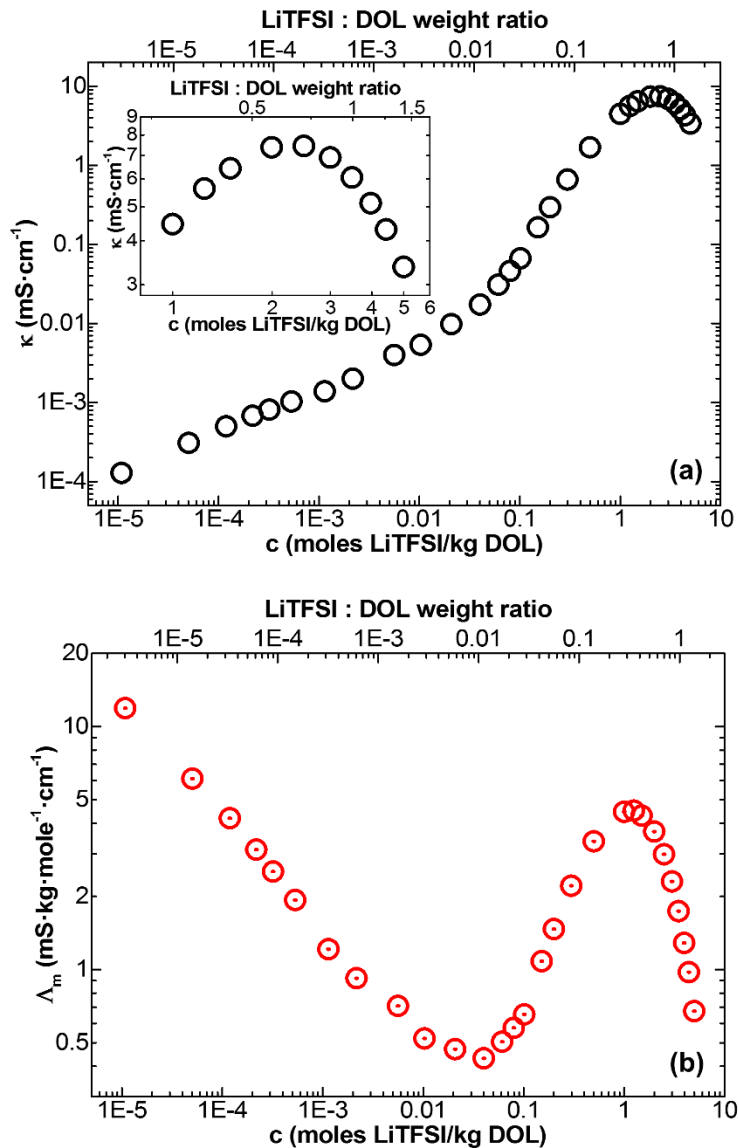 LiTFSI : DOL weight ratio
1E-5 1E-4 1E-3 0.01 0.1 1
10
1
0.1
0.01
1E-3
1E-4
κ (mS·cm-1)
LiTFSI : DOL weight ratio
0.5 1 1.5
9
8
7
6
5
4
3
κ (mS·cm-1)
1 2 3 4 5 6
c (moles LiTFSI/kg DOL)
(a)
1E-5 1E-4 1E-3 0.01 0.1 1 10
c (moles LiTFSI/kg DOL)
LiTFSI : DOL weight ratio
1E-5 1E-4 1E-3 0.01 0.1 1
20
10
5
2
1
0.5
Λm (mS·kg·mole-1·cm-1)
(b)
1E-5 1E-4 1E-3 0.01 0.1 1 10
c (moles LiTFSI/kg DOL)